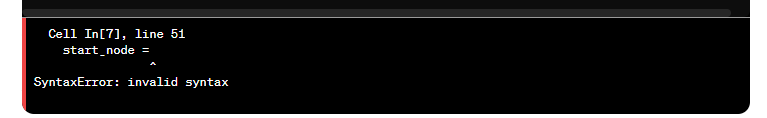 Cell In[7], line 51
start_node =
^
SyntaxError: invalid syntax